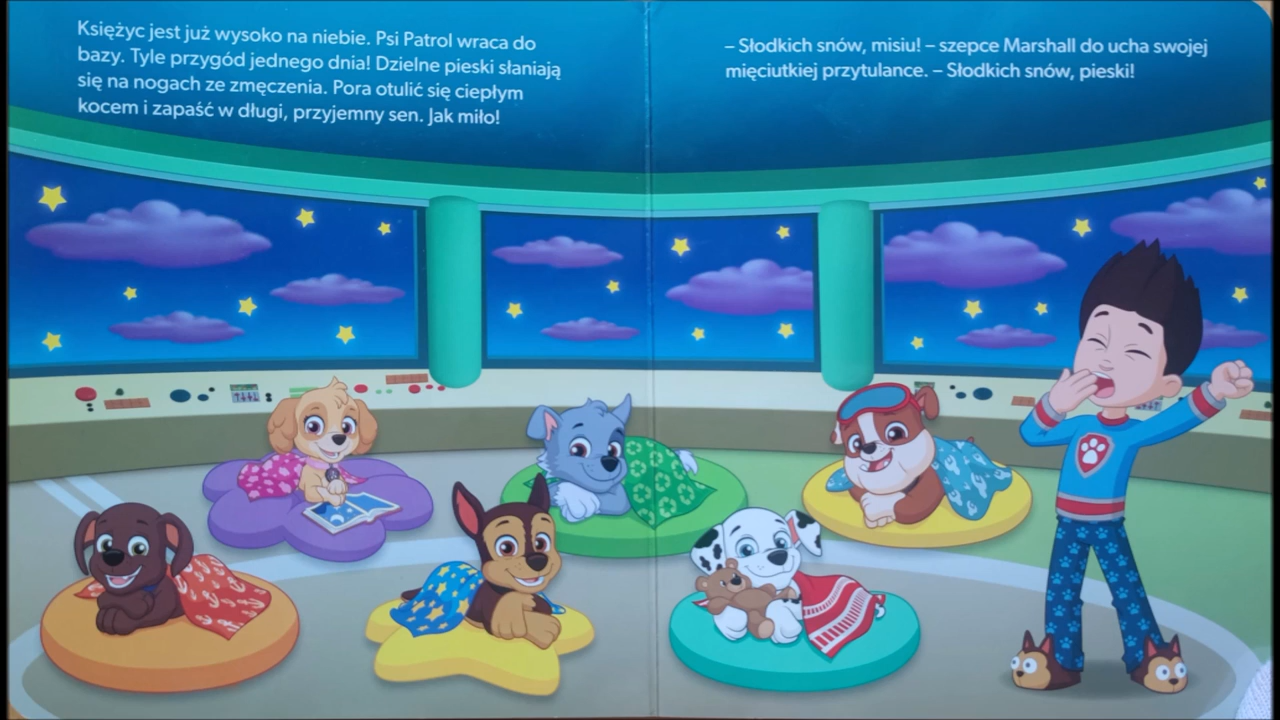 Księżyc jest już wysoko na niebie. Psi Patrol wraca do
bazy. Tyle przygód jednego dnia! Dzielne pieski słaniają
się na nogach ze zmęczenia. Pora otulić się ciepłym
kocem i zapaść w długi, przyjemny sen. Jak miło!
– Słodkich snów, misiu! – szepce Marshall do ucha swojej
mięciutkiej przytulance. – Słodkich snów, pieski!